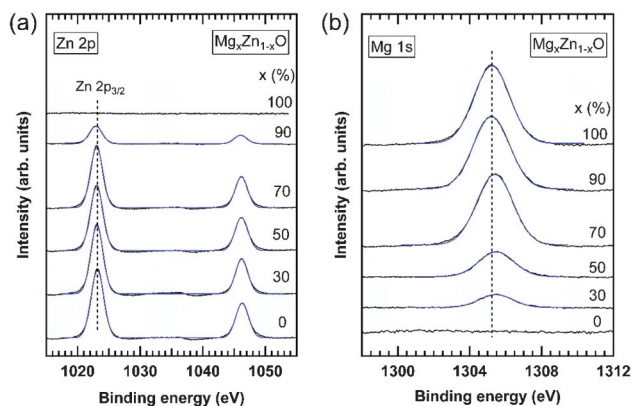 (a)
Zn 2p
MgxZn1-xO
Zn 2p3/2
x (%)
100
90
70
50
30
0
Intensity (arb. units)
1020 1030 1040 1050
Binding energy (eV)
(b)
Mg 1s
MgxZn1-xO
x (%)
100
90
70
50
30
0
Intensity (arb. units)
1300 1304 1308 1312
Binding energy (eV)